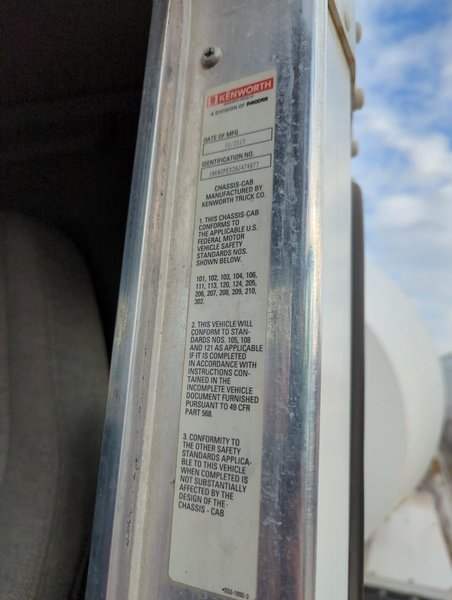 KENWORTH
A DIVISION OF PACCAR
DATE OF MFG
01/2015
IDENTIFICATION NO.
CHASSIS-CAB
MANUFACTURED BY
KENWORTH TRUCK CO.
1. THIS CHASSIS-CAB
CONFORMS TO
THE APPLICABLE U.S.
FEDERAL MOTOR
VEHICLE SAFETY
STANDARDS NOS.
SHOWN BELOW.
101, 102, 103, 104, 106,
111, 113, 120, 124, 205,
206, 207, 208, 209, 210,
302.
2. THIS VEHICLE WILL
CONFORM TO STAN-
DARDS NOS. 105, 108
AND 121 AS APPLICABLE
IF IT IS COMPLETED
IN ACCORDANCE WITH
INSTRUCTIONS CON-
TAINED IN THE
INCOMPLETE VEHICLE
DOCUMENT FURNISHED
PURSUANT TO 49 CFR
PART 568.
3. CONFORMITY TO
THE OTHER SAFETY
STANDARDS APPLICA-
BLE TO THIS VEHICLE
WHEN COMPLETED IS
NOT SUBSTANTIALLY
AFFECTED BY THE
DESIGN OF THE
CHASSIS - CAB
S53-1092-3